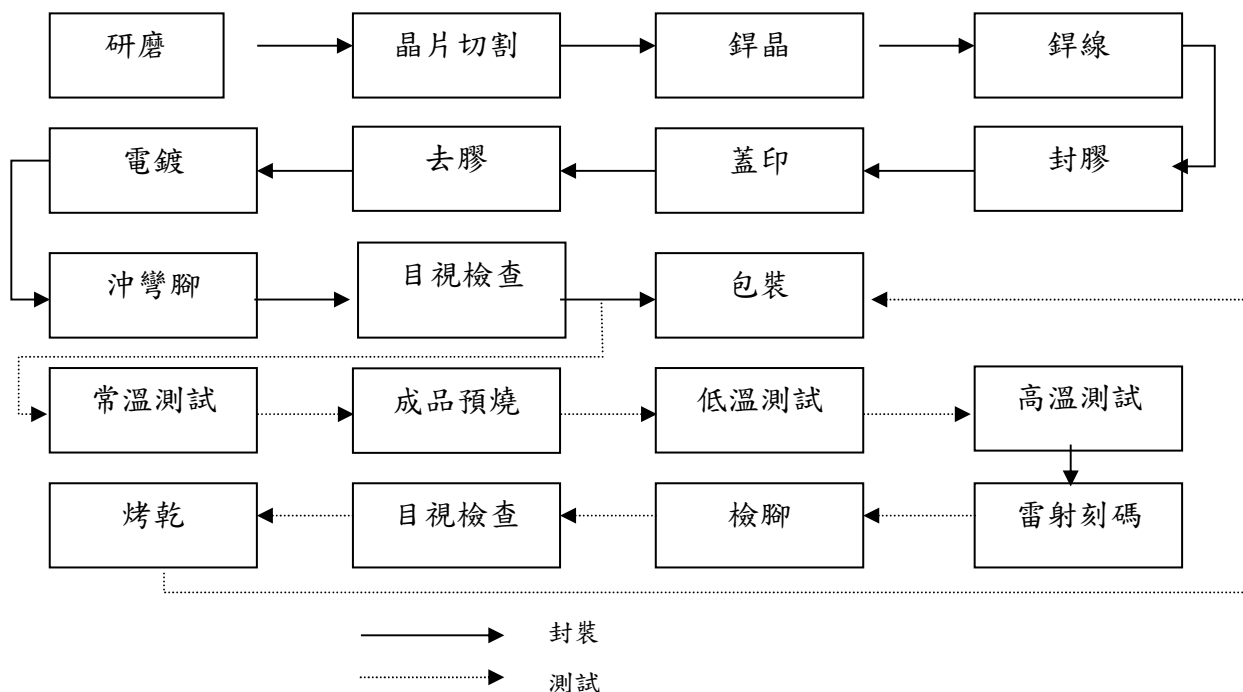 研磨
晶片切割
銲晶
銲線
電鍍
去膠
蓋印
封膠
沖彎腳
目視檢查
包裝
常溫測試
成品預燒
低溫測試
高溫測試
烤乾
目視檢查
檢腳
雷射刻碼
封裝
測試